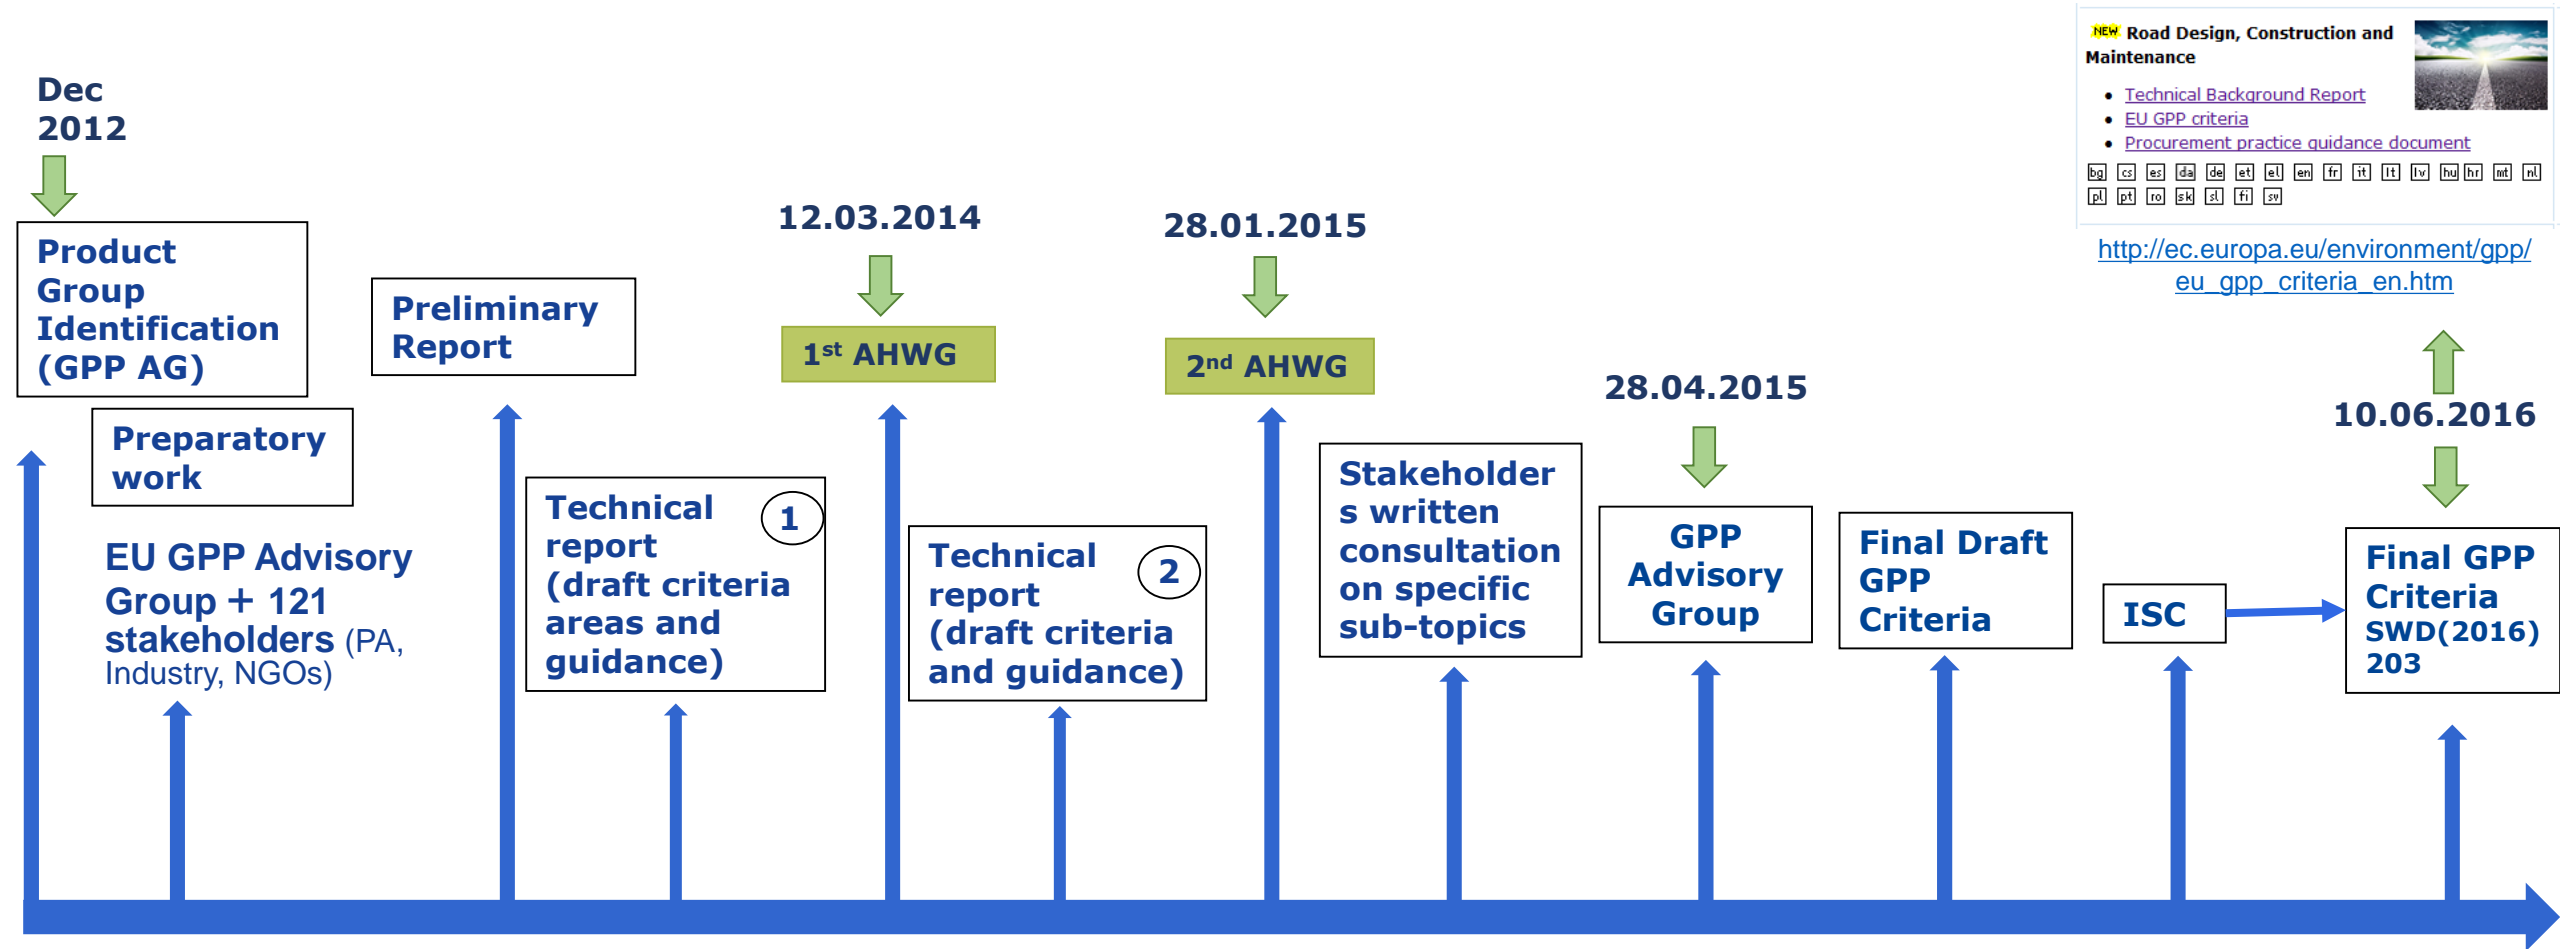 Dec
2012
Product
Group
Identification
(GPP AG)
Preparatory
work
EU GPP Advisory
Group + 121
stakeholders (PA,
Industry, NGOs)
Preliminary
Report
Technical
report
(draft criteria
areas and
guidance)
1
12.03.2014
1st AHWG
Technical
report
(draft criteria
and guidance)
2
28.01.2015
2nd AHWG
Stakeholder
s written
consultation
on specific
sub-topics
28.04.2015
GPP
Advisory
Group
Final Draft
GPP
Criteria
ISC
NEW Road Design, Construction and
Maintenance
• Technical Background Report
• EU GPP criteria
• Procurement practice guidance document
bg cs es da de et el en fr it lt lv hu hr mt nl
pl pt ro sk sl fi sv
http://ec.europa.eu/environment/gpp/
eu_gpp_criteria_en.htm
10.06.2016
Final GPP
Criteria
SWD(2016)
203